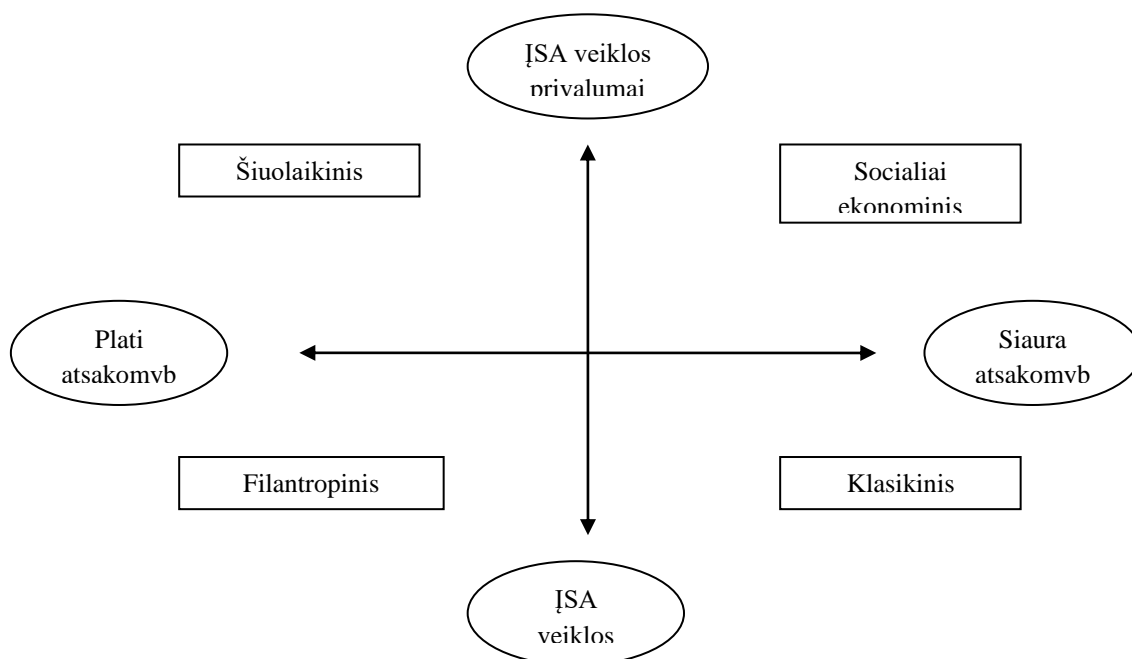 ĮSA veiklos
privalumai
Šiuolaikinis
Socialiai
ekonominis
Plati
atsakomyb
Siaura
atsakomyb
Filantropinis
Klasikinis
ĮSA
veiklos